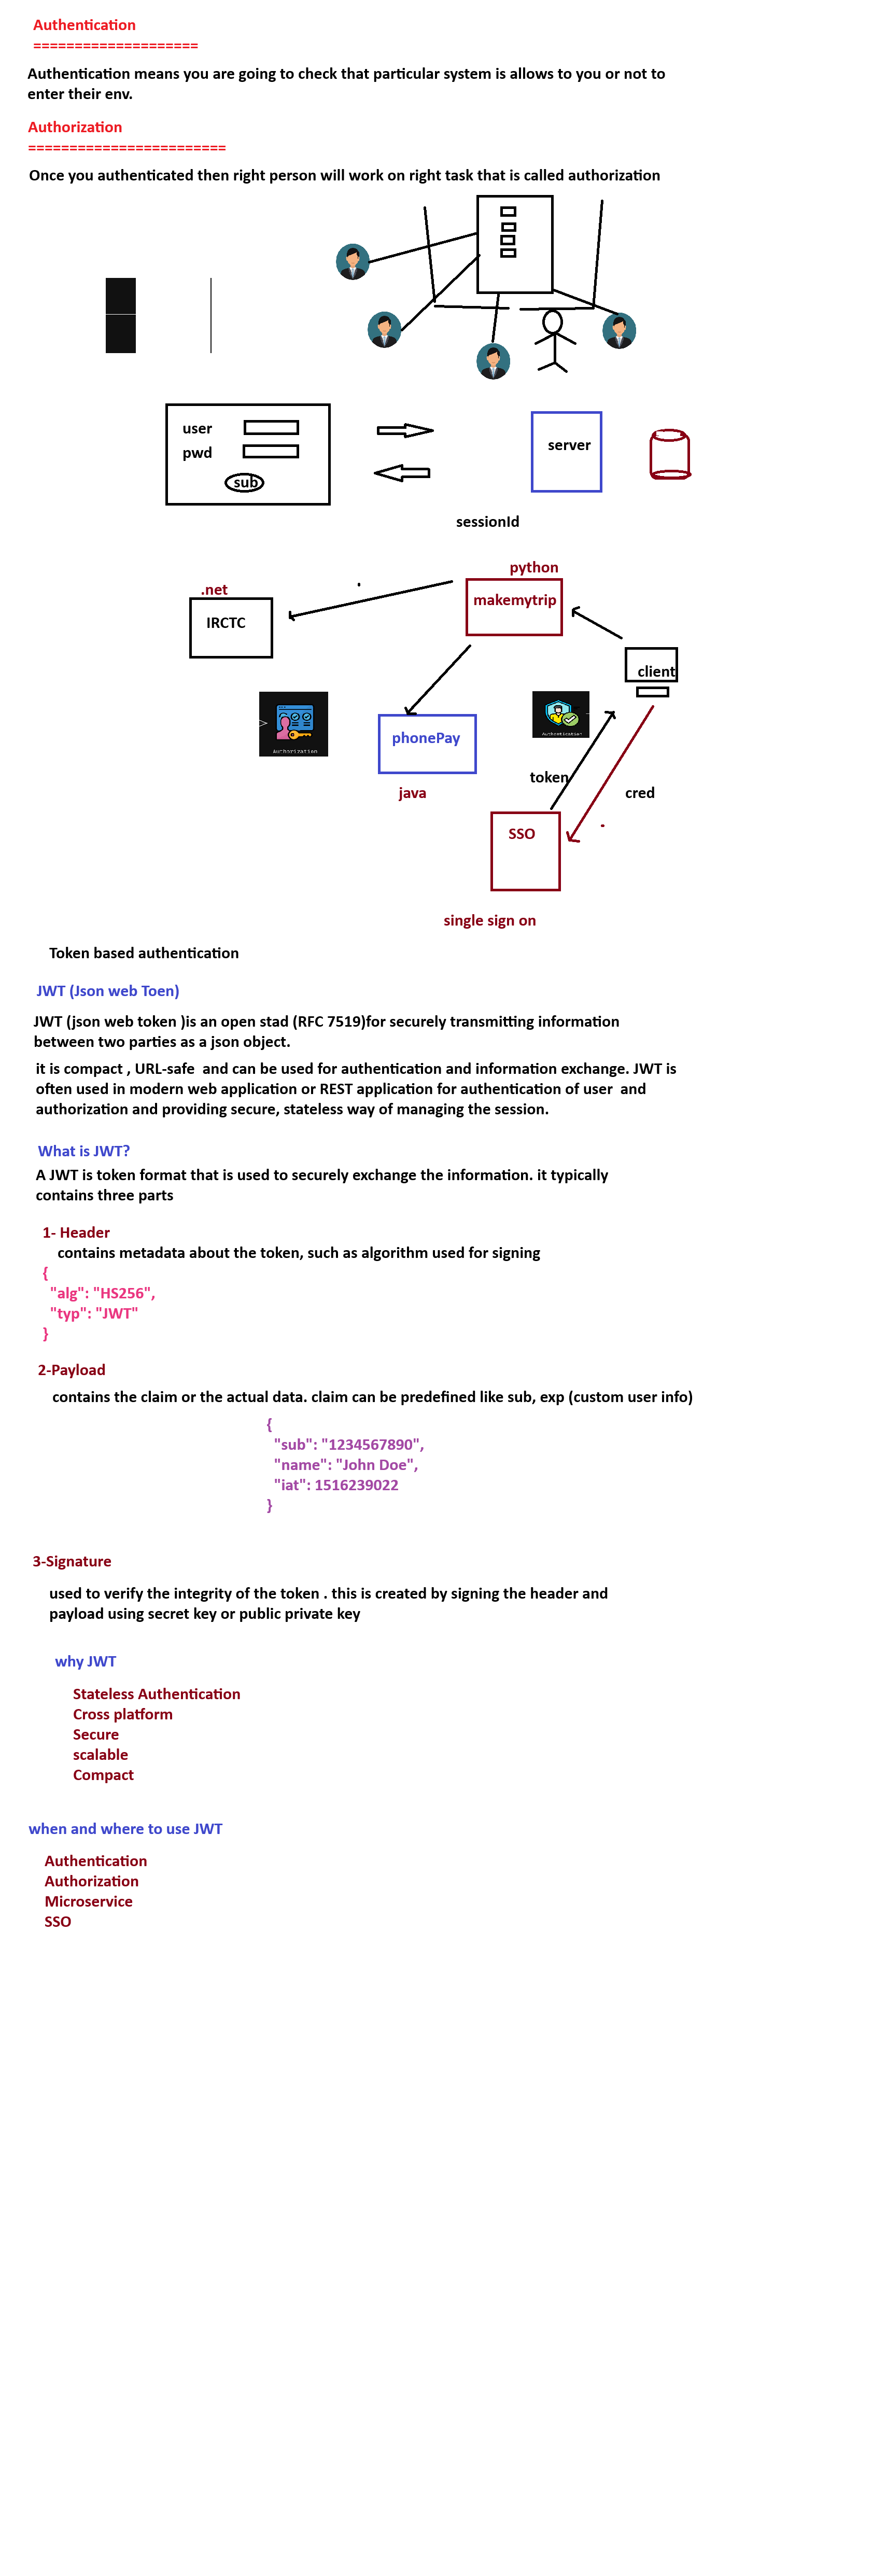 Authentication
====================
Authentication means you are going to check that particular system is allows to you or not to
enter their env.
Authorization
========================
Once you authenticated then right person will work on right task that is called authorization
user
pwd
sub
server
sessionId
python
.net
makemytrip
IRCTC
client
phonePay
Authorization
Authentication
token
java
cred
SSO
single sign on
Token based authentication
JWT (Json web Toen)
JWT (json web token )is an open stad (RFC 7519)for securely transmitting information
between two parties as a json object.
it is compact , URL-safe  and can be used for authentication and information exchange. JWT is
often used in modern web application or REST application for authentication of user  and
authorization and providing secure, stateless way of managing the session.
What is JWT?
A JWT is token format that is used to securely exchange the information. it typically
contains three parts
1- Header
contains metadata about the token, such as algorithm used for signing
{
"alg": "HS256",
"typ": "JWT"
}
2-Payload
contains the claim or the actual data. claim can be predefined like sub, exp (custom user info)
{
"sub": "1234567890",
"name": "John Doe",
"iat": 1516239022
}
3-Signature
used to verify the integrity of the token . this is created by signing the header and
payload using secret key or public private key
why JWT
Stateless Authentication
Cross platform
Secure
scalable
Compact
when and where to use JWT
Authentication
Authorization
Microservice
SSO